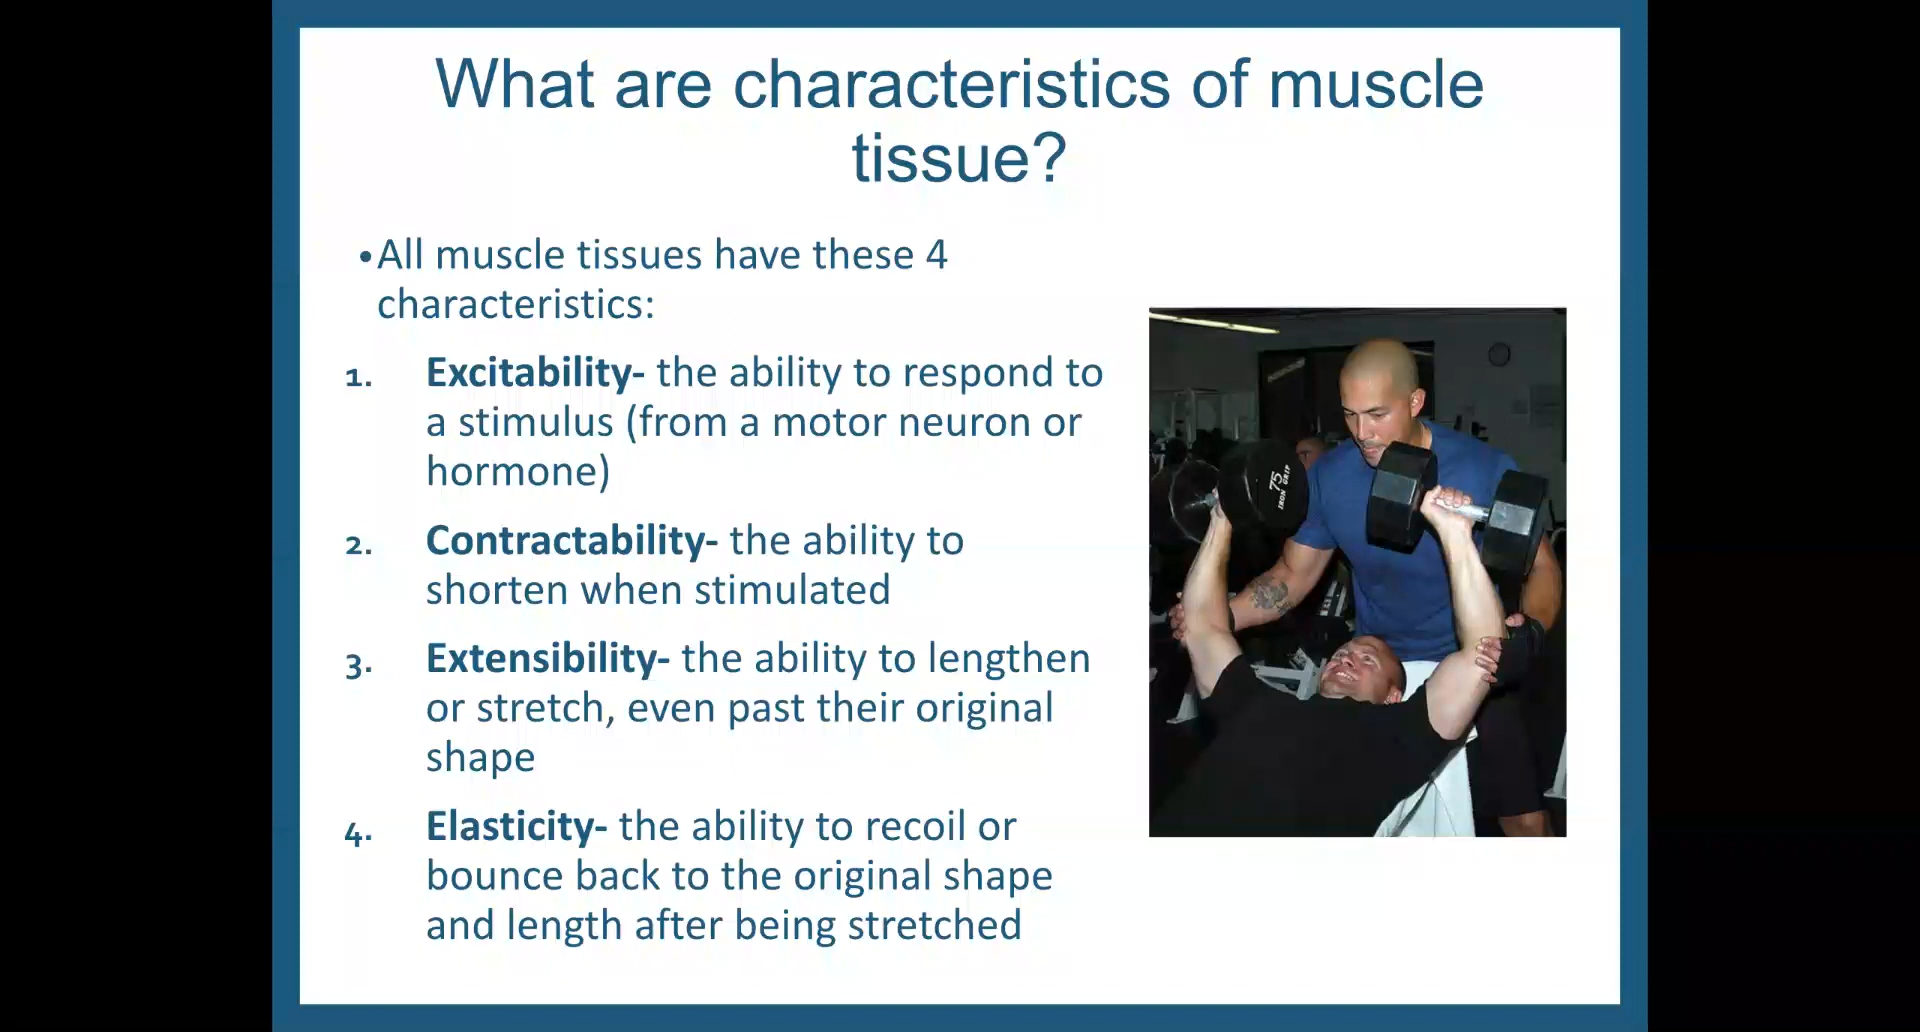 What are characteristics of muscle
tissue?
•All muscle tissues have these 4
characteristics:
1. Excitability- the ability to respond to
a stimulus (from a motor neuron or
hormone)
2. Contractability- the ability to
shorten when stimulated
3. Extensibility- the ability to lengthen
or stretch, even past their original
shape
4. Elasticity- the ability to recoil or
bounce back to the original shape
and length after being stretched
75
IRON GRIP